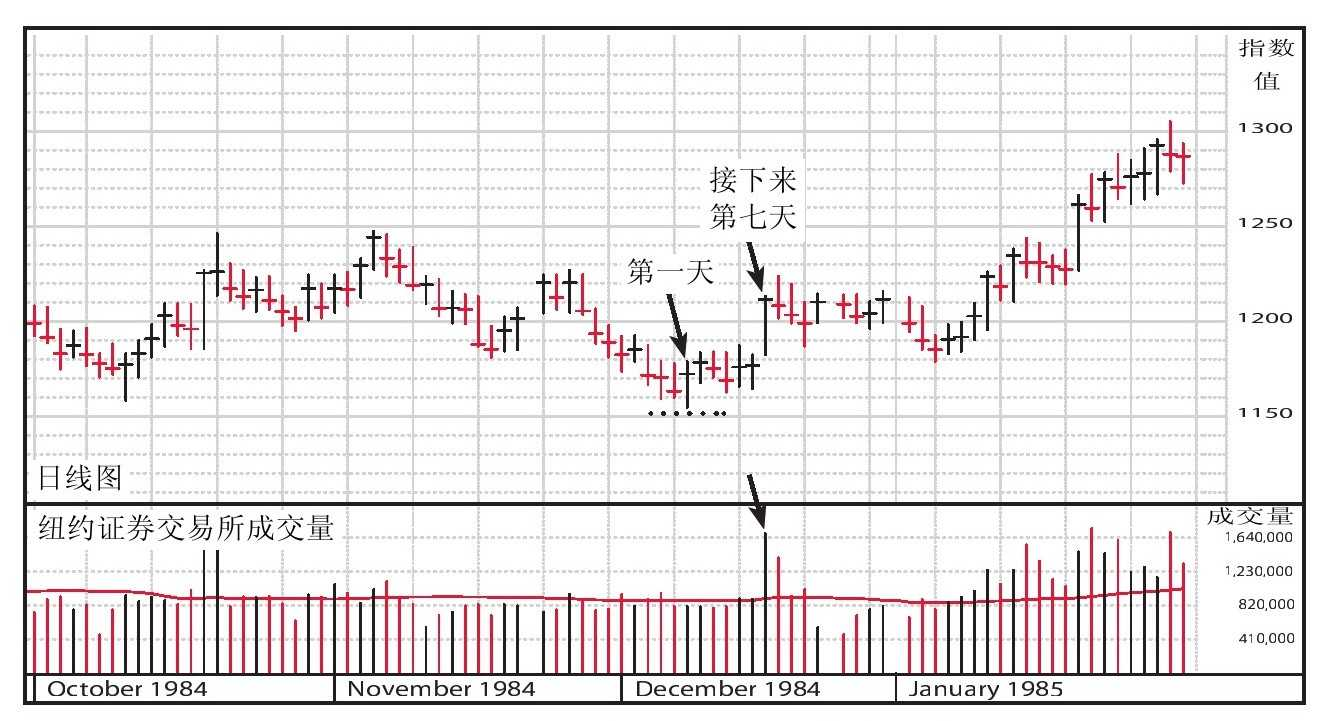 指数
值
1300
接下来
第七天
1250
第一天
1200
1150
日线图
纽约证券交易所成交量
成交量
1,640,000
1,230,000
820,000
410,000
October 1984
November 1984
December 1984
January 1985